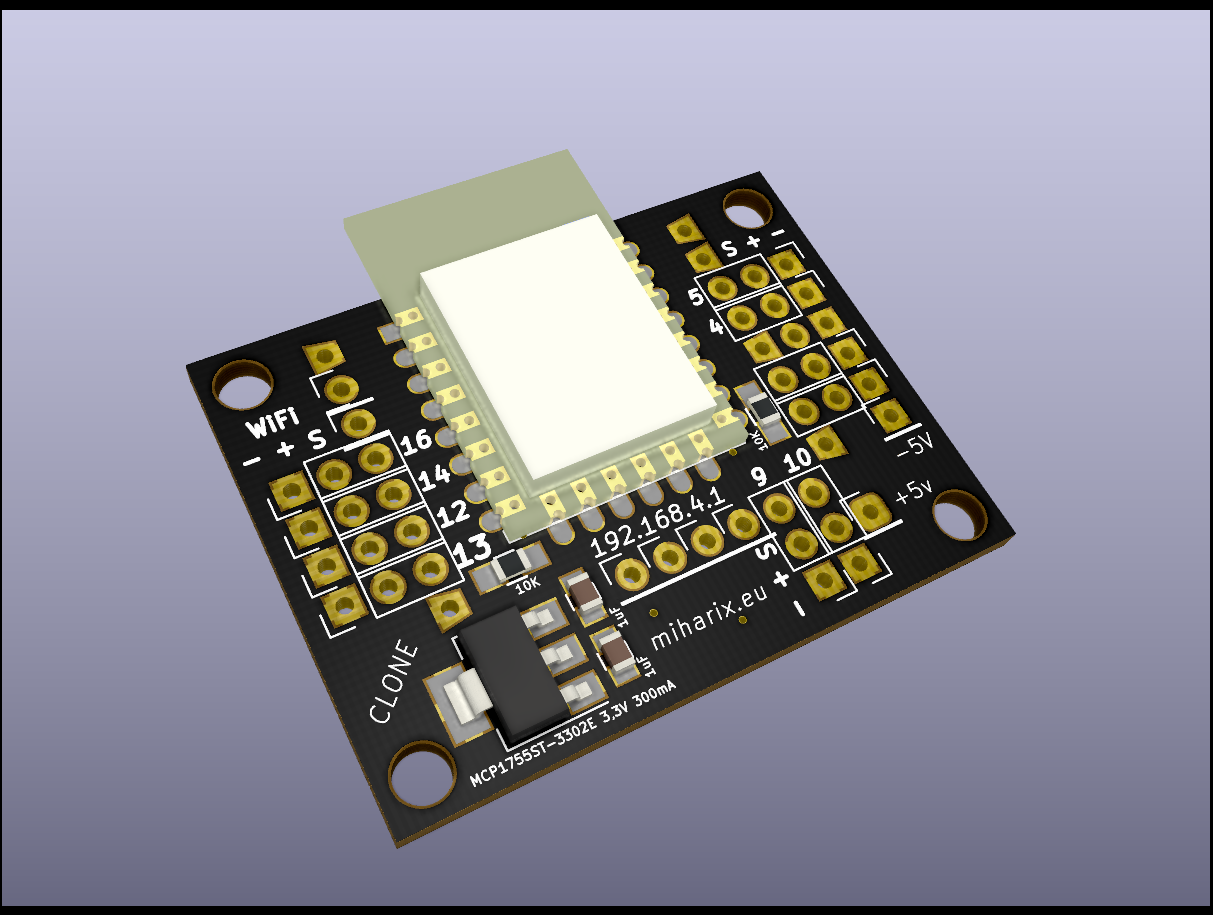 WiFi
- + S
16
14
12
13
S + -
5
4
10K
-5V
+5v
9 10
192.168.4.1
S + -
10K
1uF
1uF
miharix.eu
CLONE
MCP1755ST-3302E 3,3V 300mA